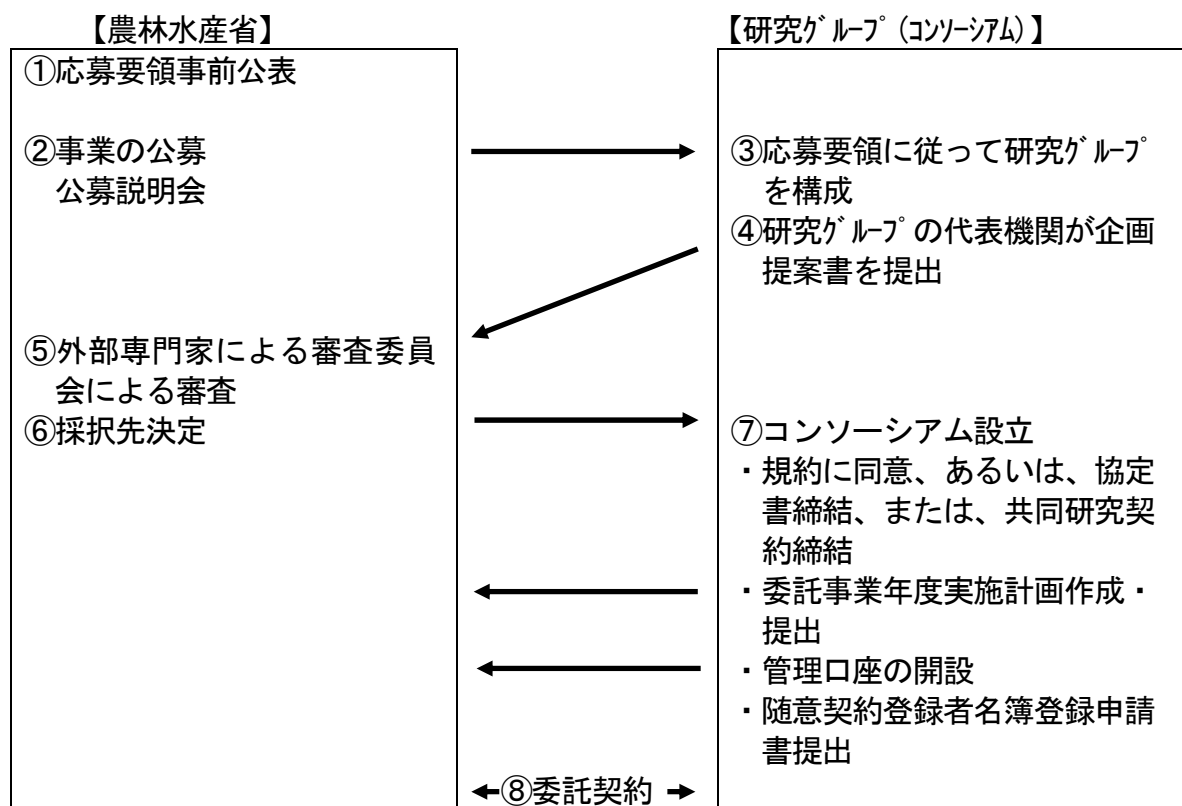 【農林水産省】
①応募要領事前公表
②事業の公募
公募説明会
⑤外部専門家による審査委員
会による審査
⑥採択先決定
【研究ｸﾞﾙｰﾌﾟ(ｺﾝｿｰｼｱﾑ)】
③応募要領に従って研究ｸﾞﾙｰﾌﾟ
を構成
④研究ｸﾞﾙｰﾌﾟの代表機関が企画
提案書を提出
⑦コンソーシアム設立
・規約に同意、あるいは、協定
書締結、または、共同研究契
約締結
・委託事業年度実施計画作成・
提出
・管理口座の開設
・随意契約登録者名簿登録申請
書提出
⑧委託契約